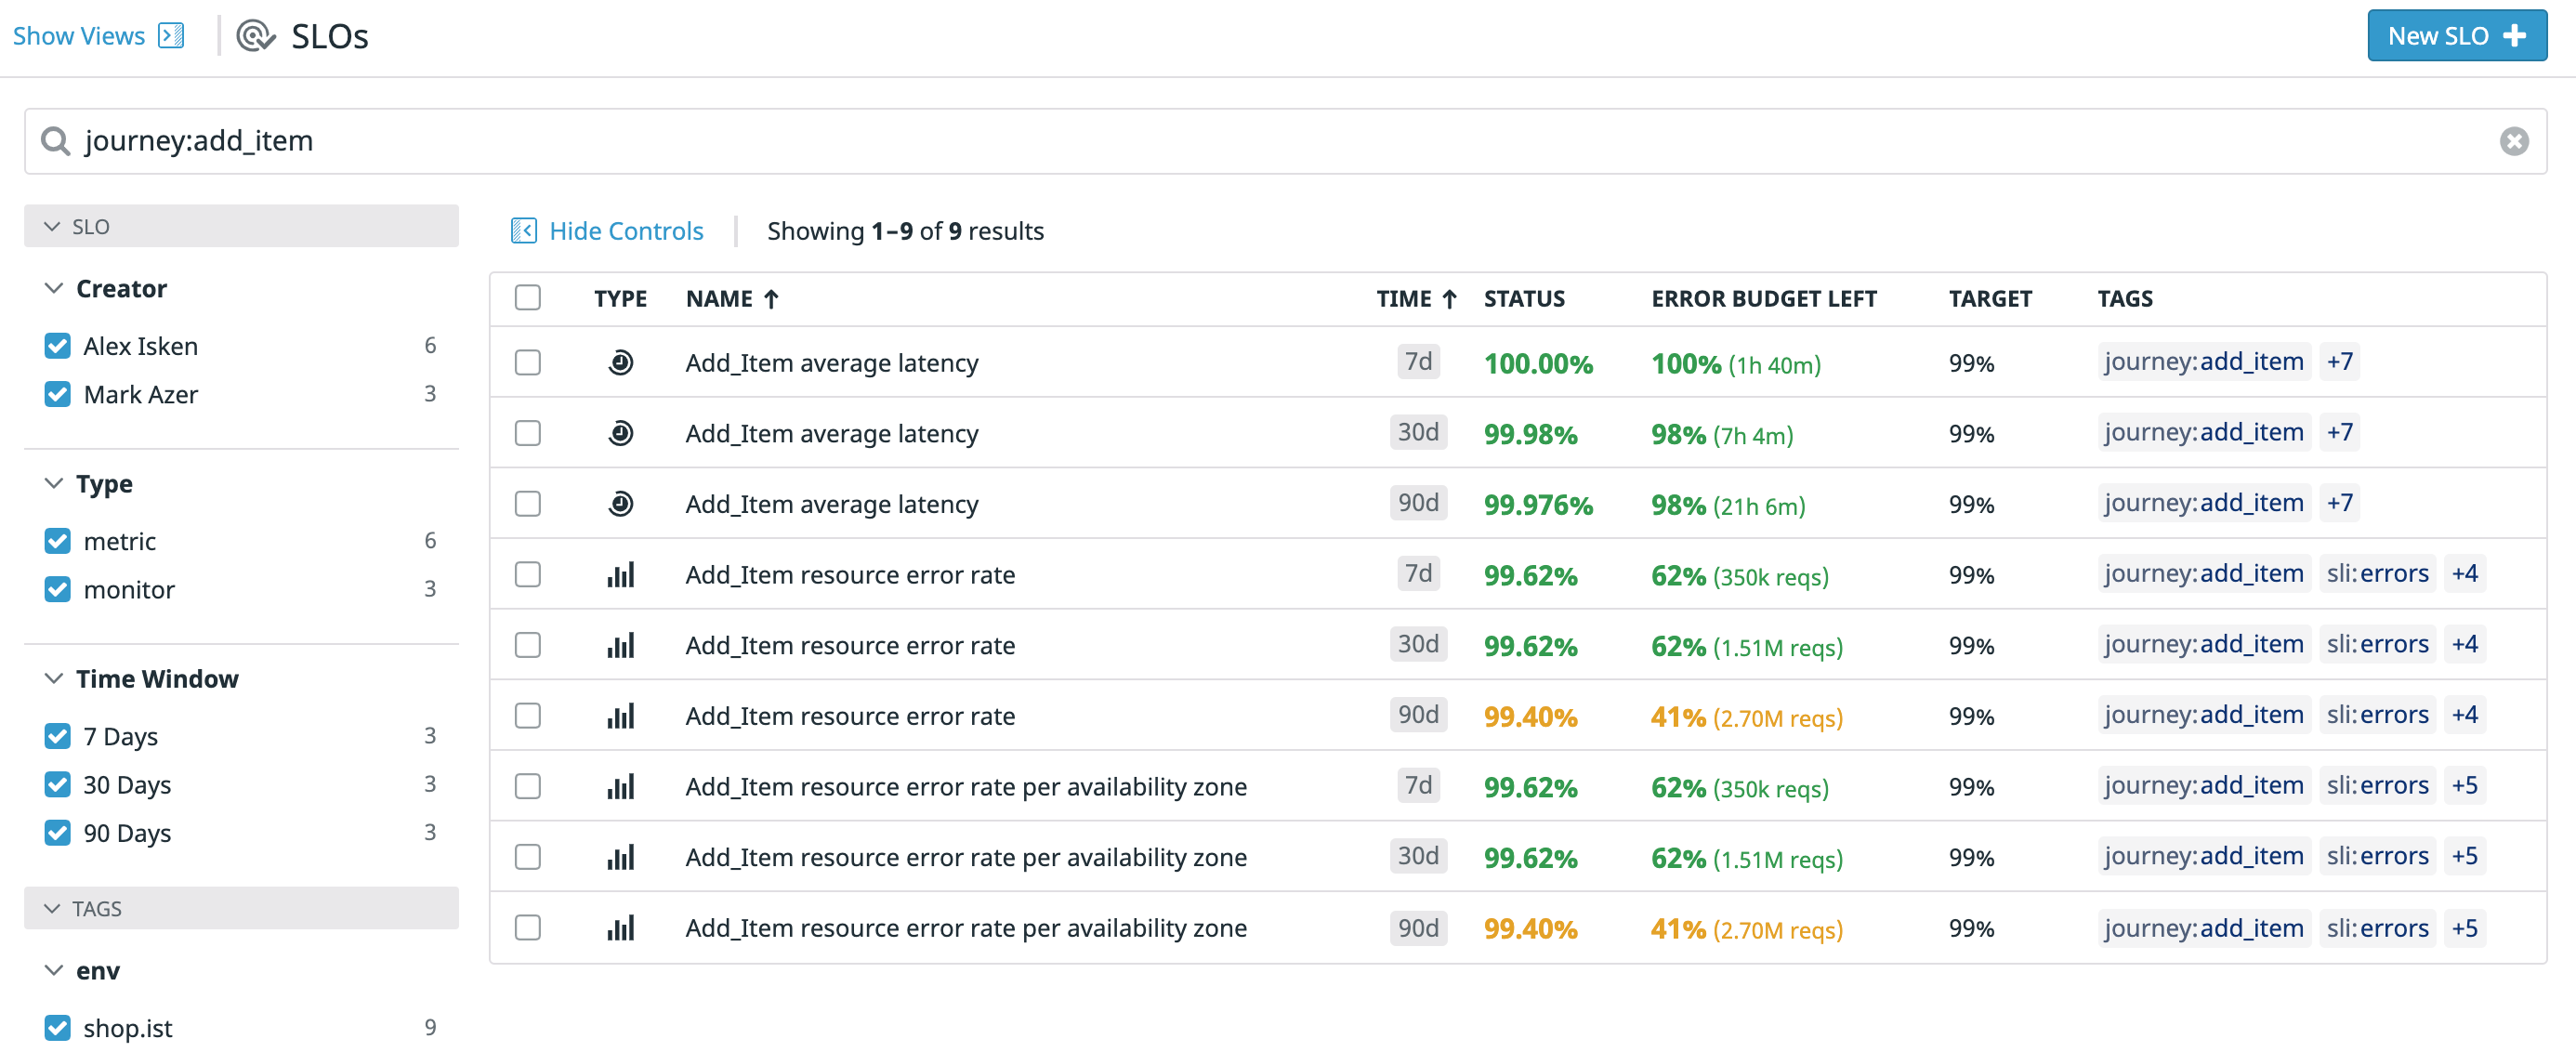 Show Views SLOs New SLO
journey:add_item
SLO
Creator
Alex Isken 6
Mark Azer 3
Type
metric 6
monitor 3
Time Window
7 Days 3
30 Days 3
90 Days 3
TAGS
env
shop.ist 9
Hide Controls Showing 1–9 of 9 results
TYPE NAME TIME STATUS ERROR BUDGET LEFT TARGET TAGS
Add_Item average latency 7d 100.00% 100% (1h 40m) 99% journey:add_item +7
Add_Item average latency 30d 99.98% 98% (7h 4m) 99% journey:add_item +7
Add_Item average latency 90d 99.976% 98% (21h 6m) 99% journey:add_item +7
Add_Item resource error rate 7d 99.62% 62% (350k reqs) 99% journey:add_item sli:errors +4
Add_Item resource error rate 30d 99.62% 62% (1.51M reqs) 99% journey:add_item sli:errors +4
Add_Item resource error rate 90d 99.40% 41% (2.70M reqs) 99% journey:add_item sli:errors +4
Add_Item resource error rate per availability zone 7d 99.62% 62% (350k reqs) 99% journey:add_item sli:errors +5
Add_Item resource error rate per availability zone 30d 99.62% 62% (1.51M reqs) 99% journey:add_item sli:errors +5
Add_Item resource error rate per availability zone 90d 99.40% 41% (2.70M reqs) 99% journey:add_item sli:errors +5